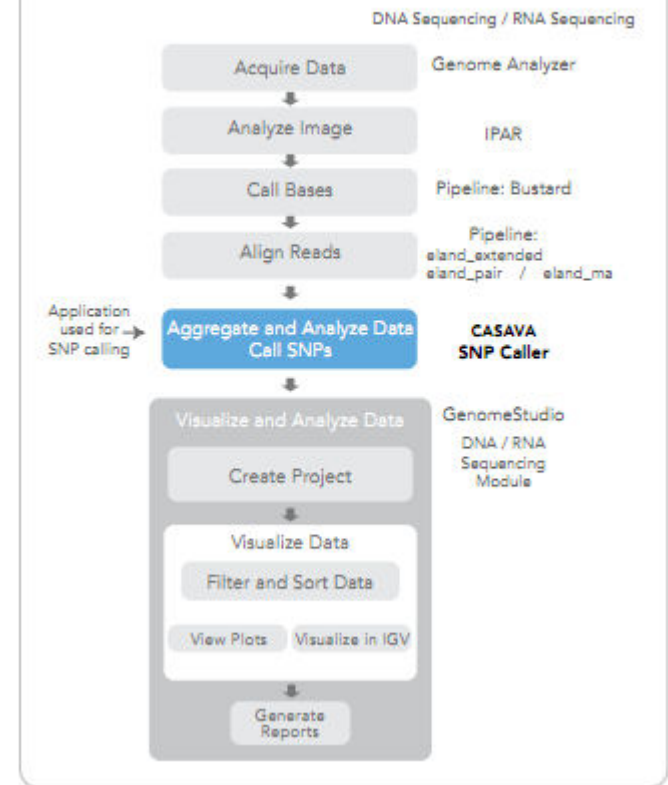 DNA Sequencing / RNA Sequencing
Acquire Data
Genome Analyzer
Analyze Image
IPAR
Call Bases
Pipeline: Bustard
Align Reads
Pipeline:
eland_extended
eland_pair / eland_ma
Application
used for
SNP calling
Aggregate and Analyze Data
Call SNPs
CASAVA
SNP Caller
Visualize and Analyze Data
GenomeStudio
DNA / RNA
Sequencing
Module
Create Project
Visualize Data
Filter and Sort Data
View Plots
Visualize in IGV
Generate
Reports